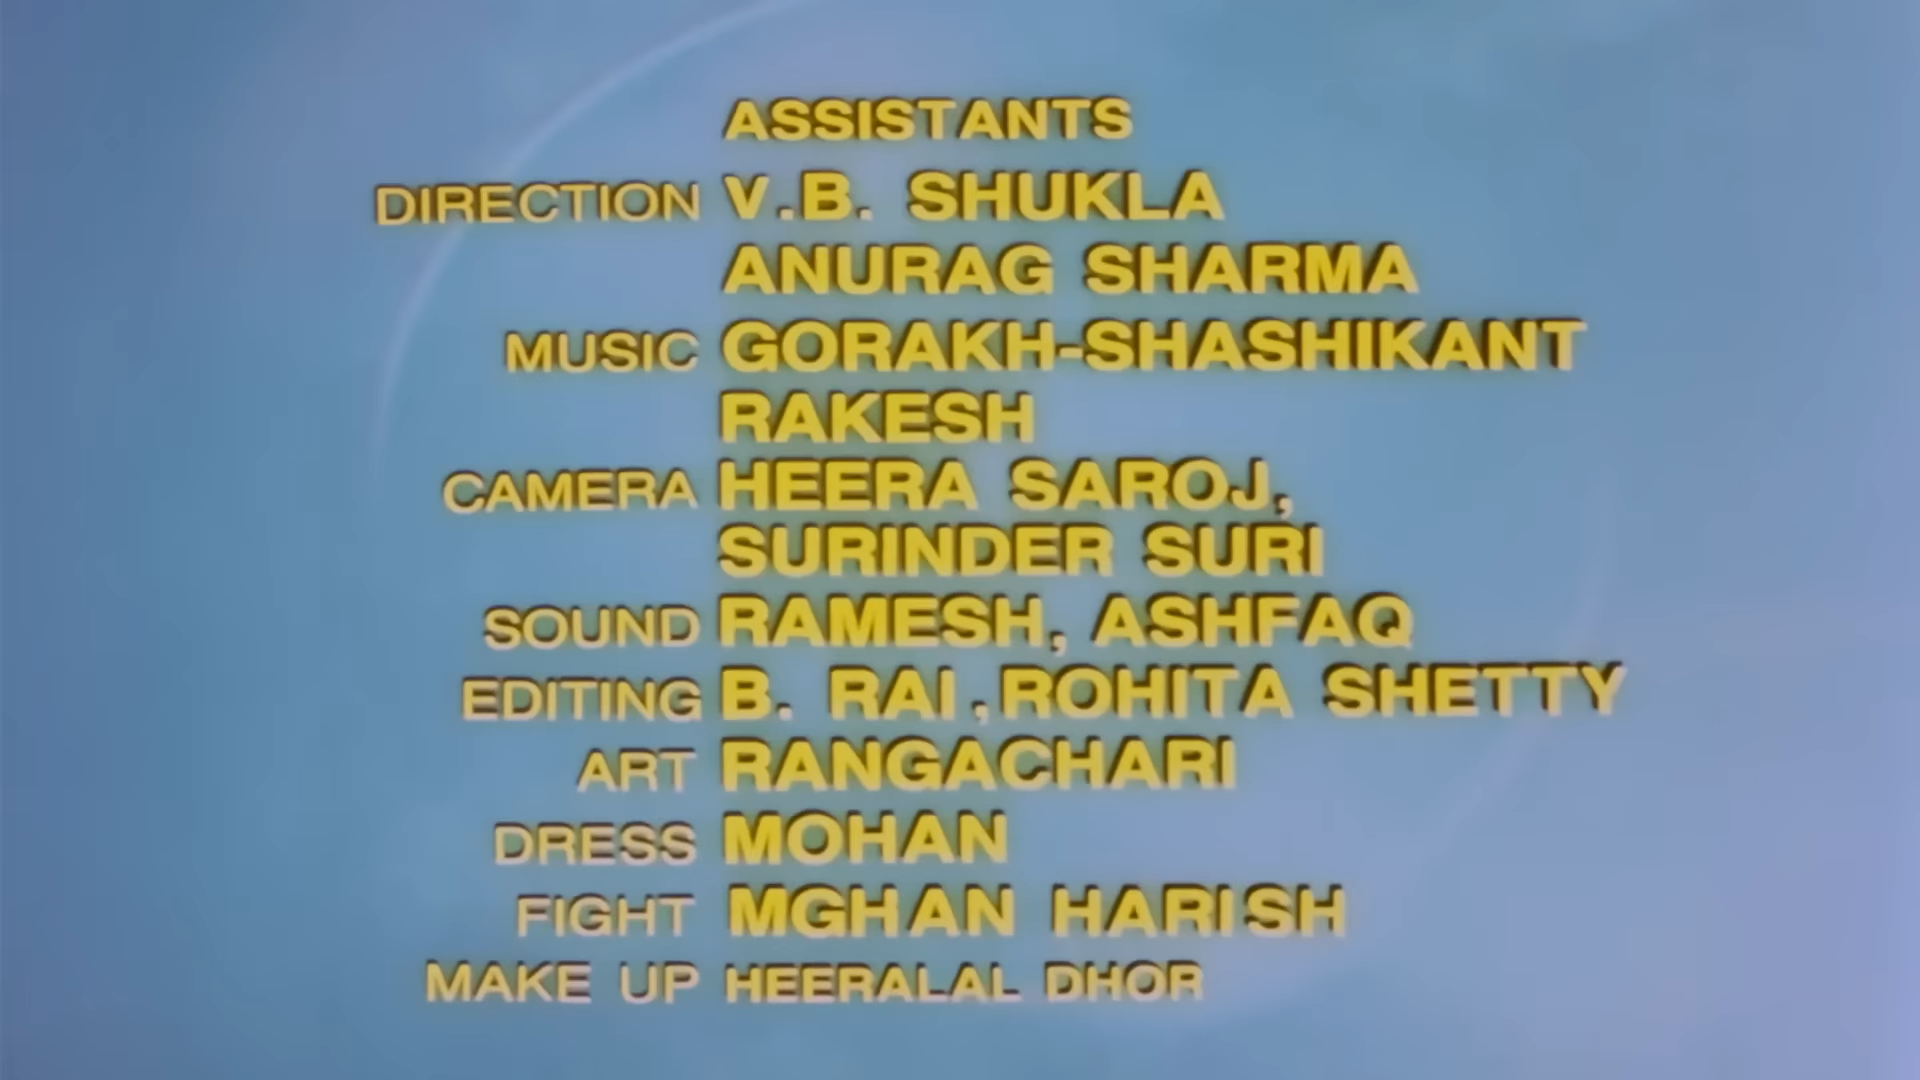 ASSISTANTS
DIRECTION V.B. SHUKLA
ANURAG SHARMA
MUSIC GORAKH-SHASHIKANT
RAKESH
CAMERA HEERA SAROJ,
SURINDER SURI
SOUND RAMESH, ASHFAQ
EDITING B. RAI, ROHITA SHETTY
ART RANGACHARI
DRESS MOHAN
FIGHT MGHAN HARISH
MAKE UP HEERALAL DHOR